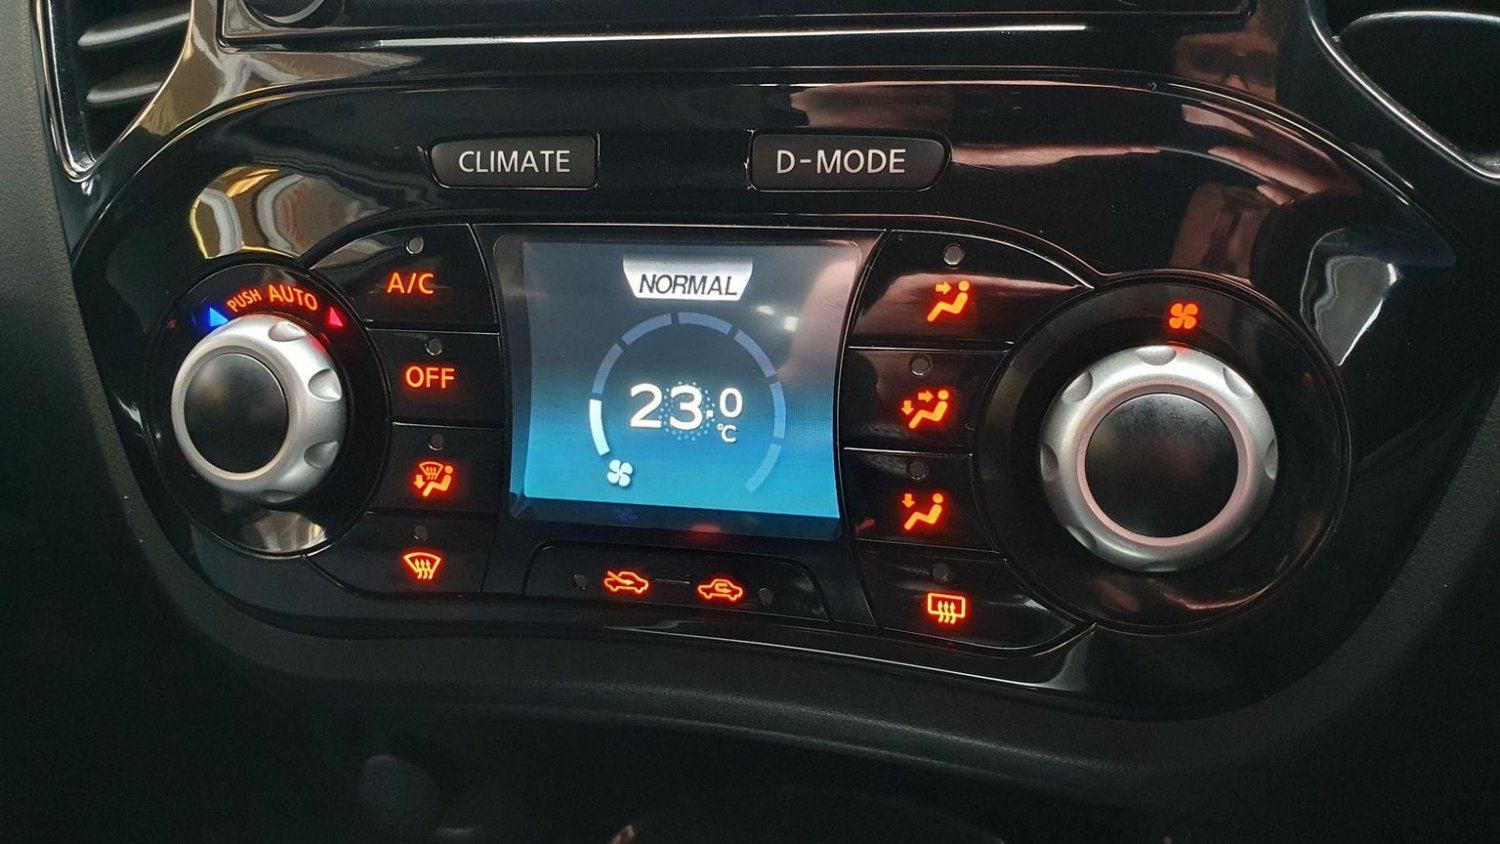 CLIMATE
D-MODE
PUSH AUTO
A/C
OFF
NORMAL
23.0
°C